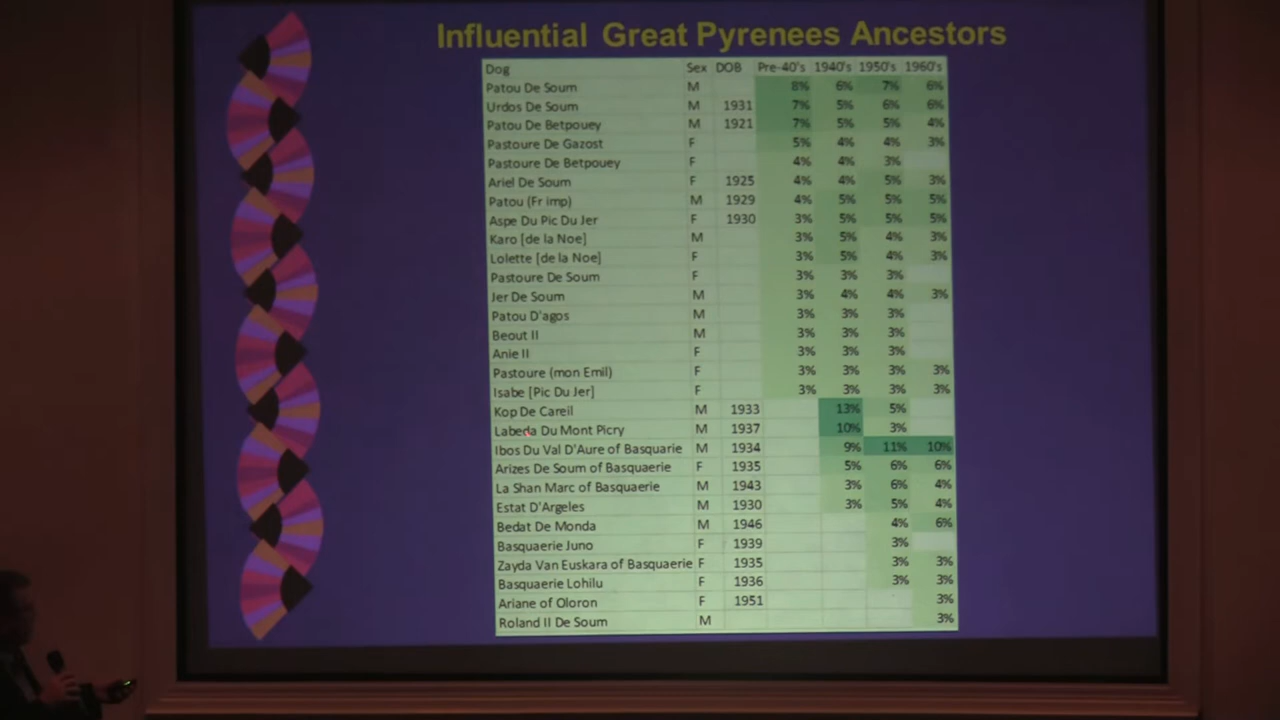 Influential Great Pyrenees Ancestors
Dog Sex DOB Pre-40's 1940's 1950's 1960's
Patou De Soum M 8% 6% 7% 6%
Urdos De Soum M 1931 7% 5% 6% 6%
Patou De Betpouey M 1921 7% 5% 5% 4%
Pastoure De Gazost F 5% 4% 4% 3%
Pastoure De Betpouey F 4% 4% 3%
Ariel De Soum F 1925 4% 4% 5% 3%
Patou (Fr imp) M 1929 4% 5% 5% 5%
Aspe Du Pic Du Jer F 1930 3% 5% 5% 5%
Karo [de la Noe] M 3% 5% 4% 3%
Lolette [de la Noe] F 3% 5% 4% 3%
Pastoure De Soum F 3% 3% 3%
Jer De Soum M 3% 4% 4% 3%
Patou D'agos M 3% 3% 3%
Beout II M 3% 3% 3%
Anie II F 3% 3% 3%
Pastoure (mon Emil) F 3% 3% 3% 3%
Isabe [Pic Du Jer] F 3% 3% 3% 3%
Kop De Careil M 1933 13% 5%
Labeda Du Mont Picry M 1937 10% 3%
Ibos Du Val D'Aure of Basquarie M 1934 9% 11% 10%
Arizes De Soum of Basquaerie F 1935 5% 6% 6%
La Shan Marc of Basquaerie M 1943 3% 6% 4%
Estat D'Argeles M 1930 3% 5% 4%
Bedat De Monda M 1946 4% 6%
Basquaerie Juno F 1939 3%
Zayda Van Euskara of Basquaerie F 1935 3% 3%
Basquaerie Lohilu F 1936 3% 3%
Ariane of Oloron F 1951 3%
Roland II De Soum M 3%